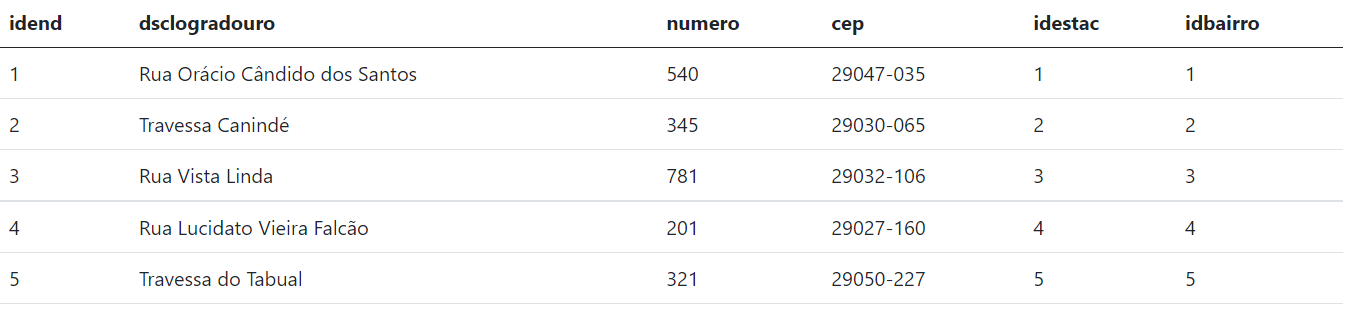 idend dsclogradouro numero cep idestac idbairro
1 Rua Orácio Cândido dos Santos 540 29047-035 1 1
2 Travessa Canindé 345 29030-065 2 2
3 Rua Vista Linda 781 29032-106 3 3
4 Rua Lucidato Vieira Falcão 201 29027-160 4 4
5 Travessa do Tabual 321 29050-227 5 5